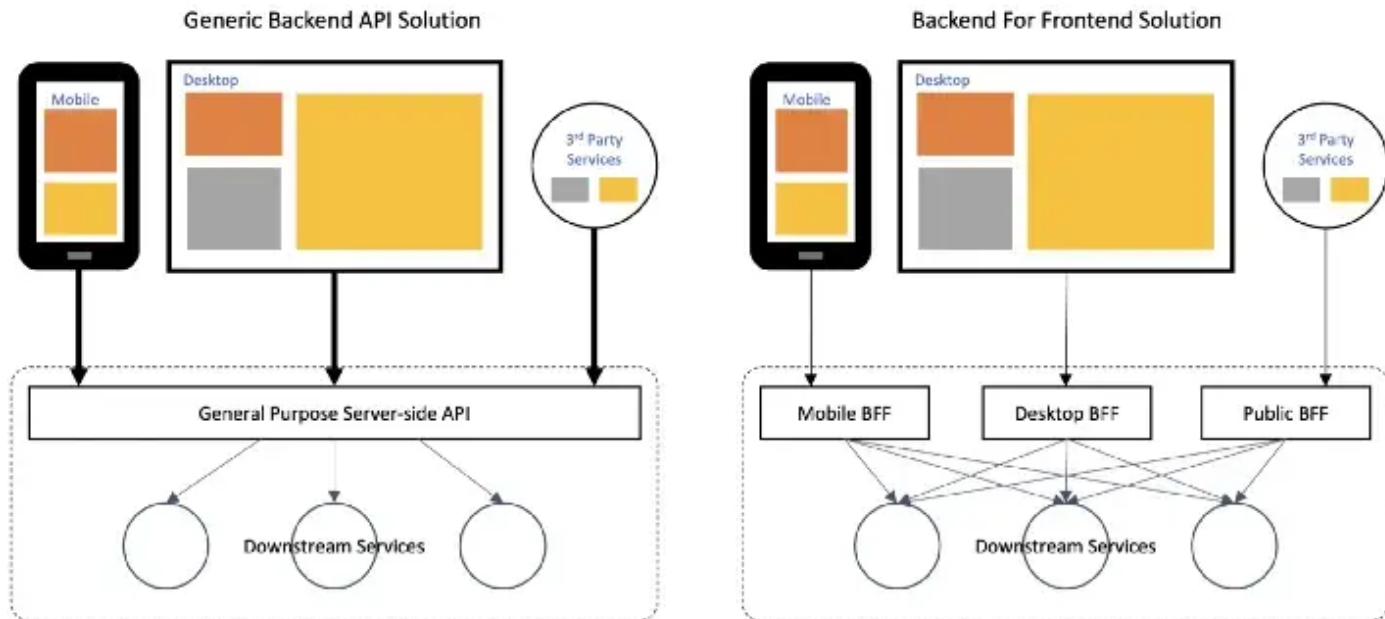 Generic Backend API Solution
Mobile
Desktop
3rd Party
Services
General Purpose Server-side API
Downstream Services
Backend For Frontend Solution
Mobile
Desktop
3rd Party
Services
Mobile BFF
Desktop BFF
Public BFF
Downstream Services